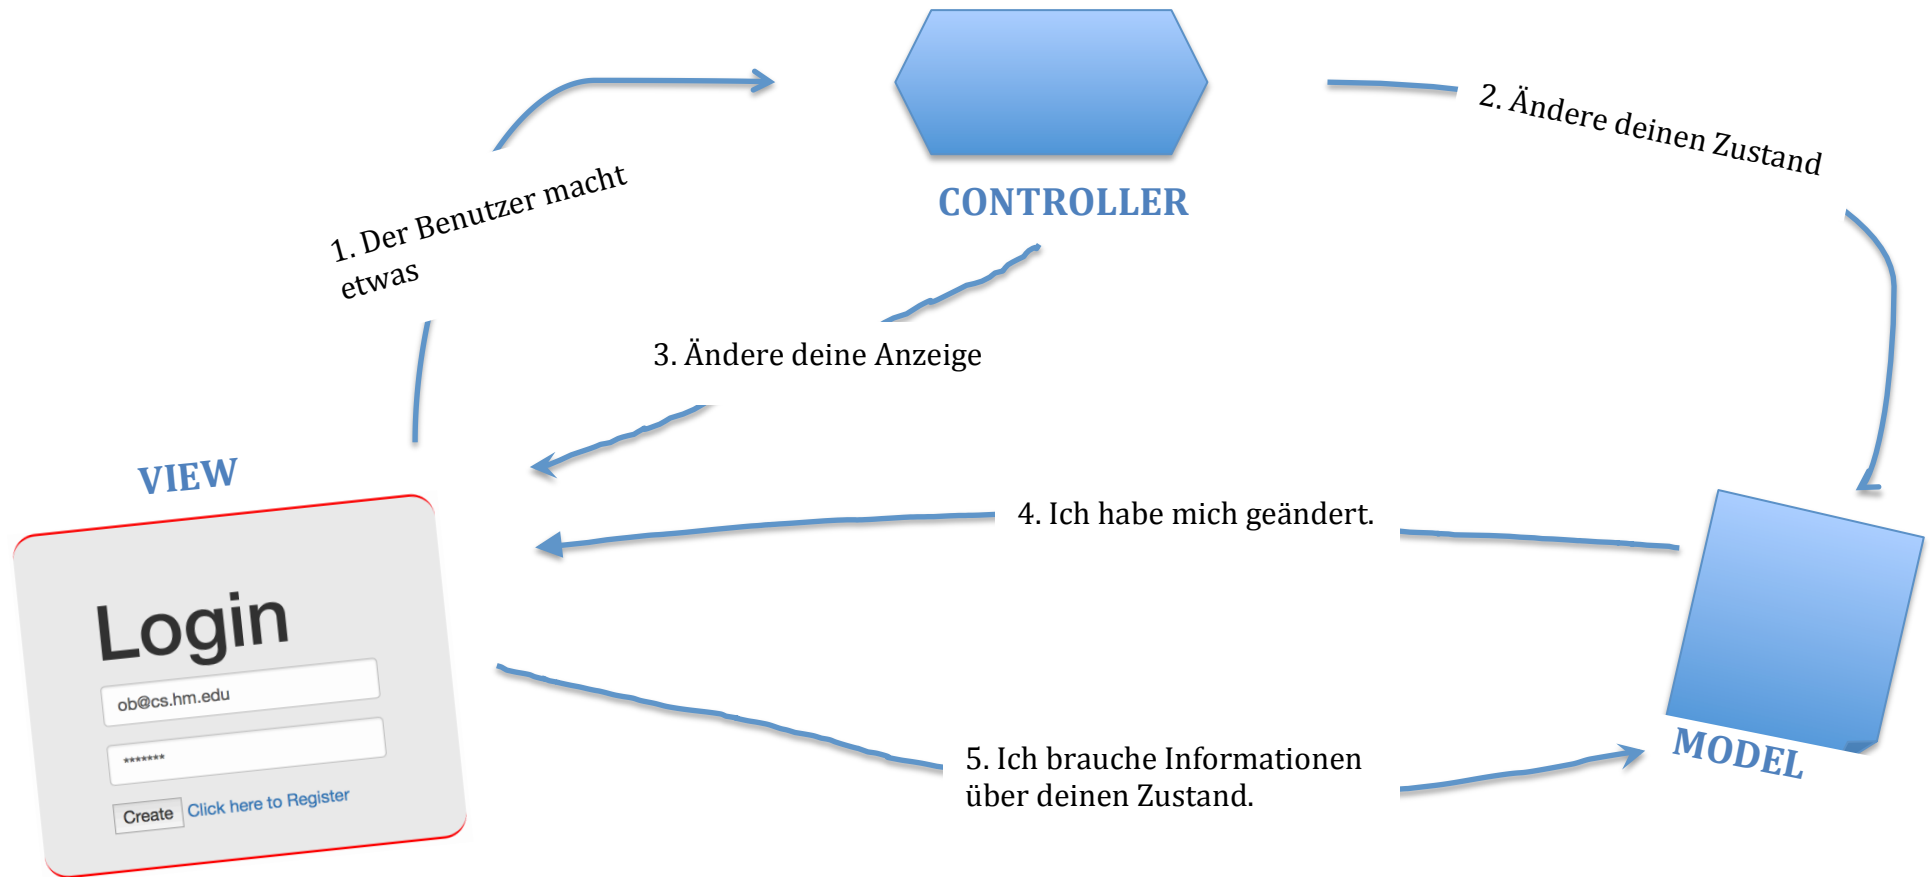 CONTROLLER
1. Der Benutzer macht
etwas
2. Ändere deinen Zustand
3. Ändere deine Anzeige
4. Ich habe mich geändert.
5. Ich brauche Informationen
über deinen Zustand.
VIEW
Login
ob@cs.hm.edu
*******
Create Click here to Register
MODEL